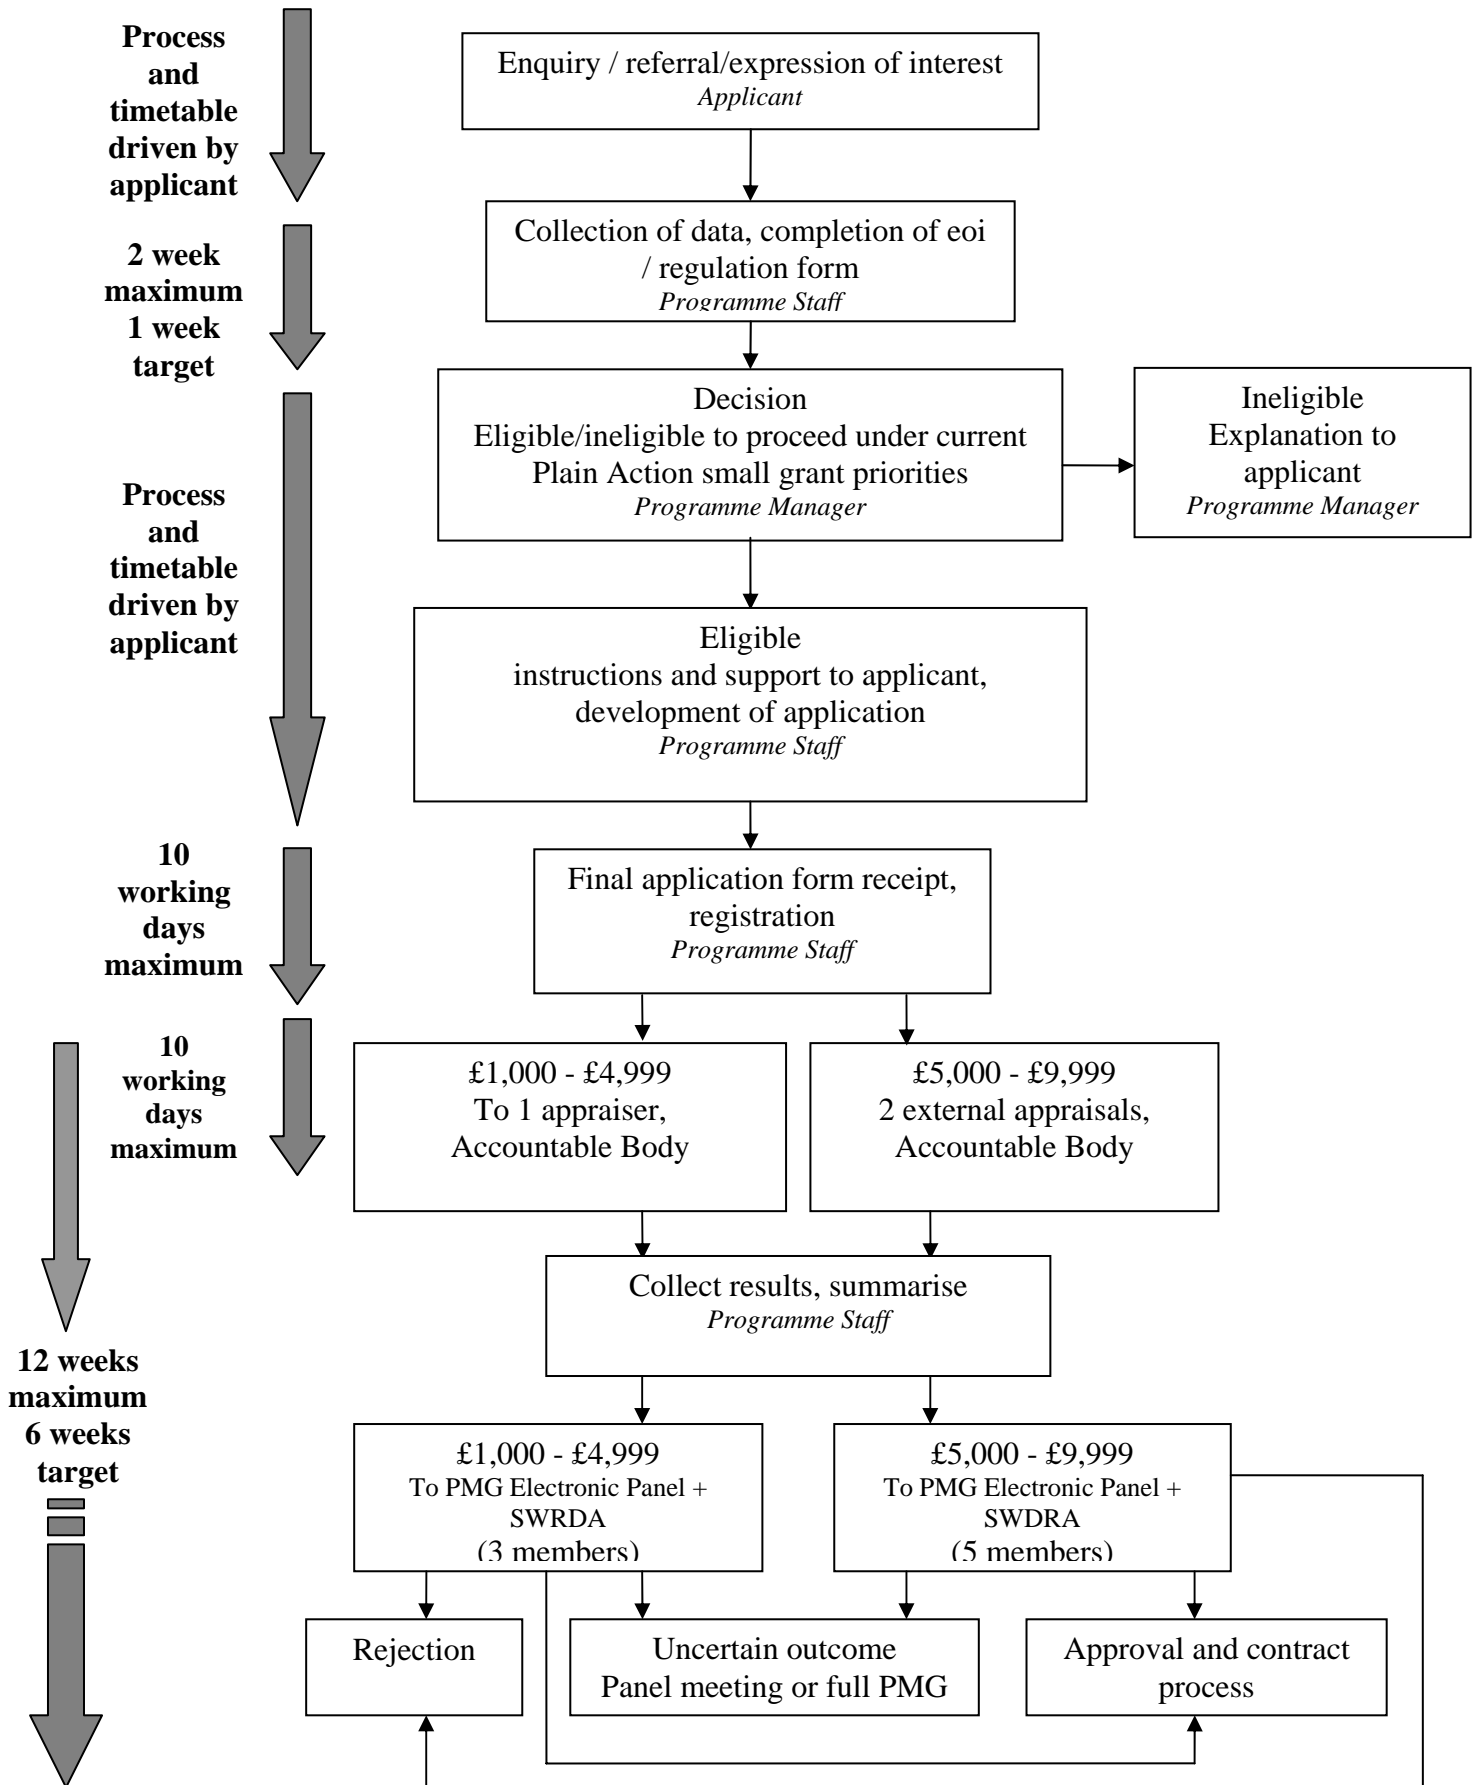 Process
and
timetable
driven by
applicant
Enquiry / referral/expression of interest
Applicant
2 week
maximum
1 week
target
Collection of data, completion of eoi
/ regulation form
Programme Staff
Process
and
timetable
driven by
applicant
Decision
Eligible/ineligible to proceed under current
Plain Action small grant priorities
Programme Manager
Ineligible
Explanation to
applicant
Programme Manager
Eligible
instructions and support to applicant,
development of application
Programme Staff
10
working
days
maximum
Final application form receipt,
registration
Programme Staff
10
working
days
maximum
£1,000 - £4,999
To 1 appraiser,
Accountable Body
£5,000 - £9,999
2 external appraisals,
Accountable Body
Collect results, summarise
Programme Staff
12 weeks
maximum
6 weeks
target
£1,000 - £4,999
To PMG Electronic Panel +
SWRDA
(3 members)
£5,000 - £9,999
To PMG Electronic Panel +
SWDRA
(5 members)
Rejection
Uncertain outcome
Panel meeting or full PMG
Approval and contract
process